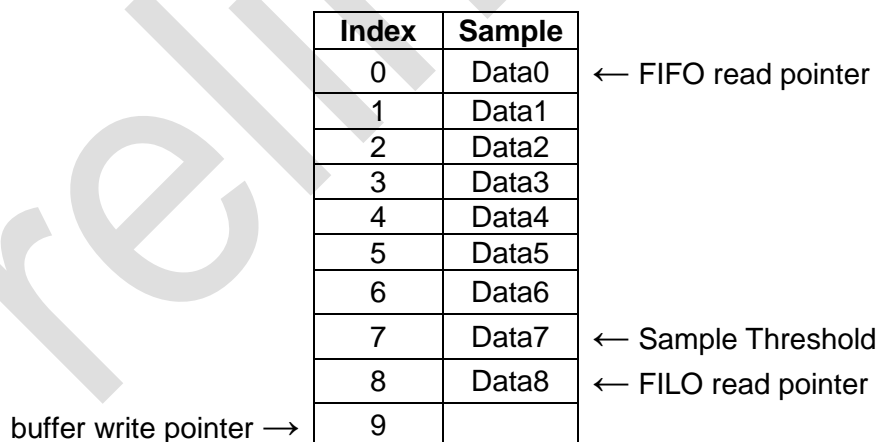 Index Sample
0 Data0 ← FIFO read pointer
1 Data1
2 Data2
3 Data3
4 Data4
5 Data5
6 Data6
7 Data7 ← Sample Threshold
8 Data8 ← FILO read pointer
buffer write pointer → 9